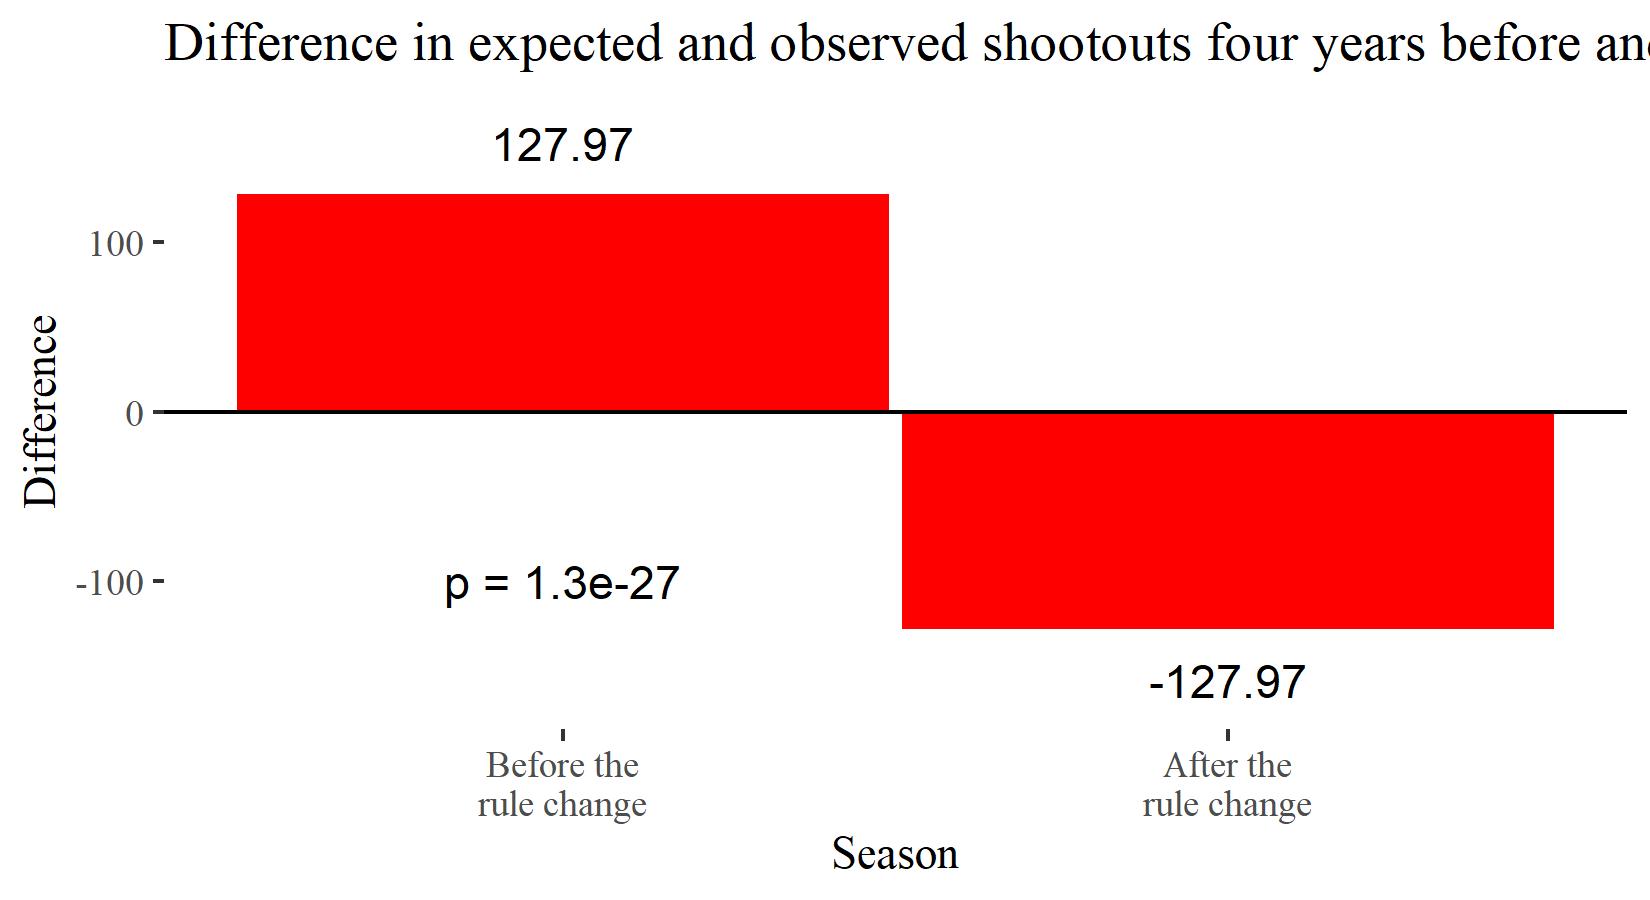 Difference in expected and observed shootouts four years before
127.97
100
0
-100
Difference
p = 1.3e-27
-127.97
Before the
rule change
After the
rule change
Season